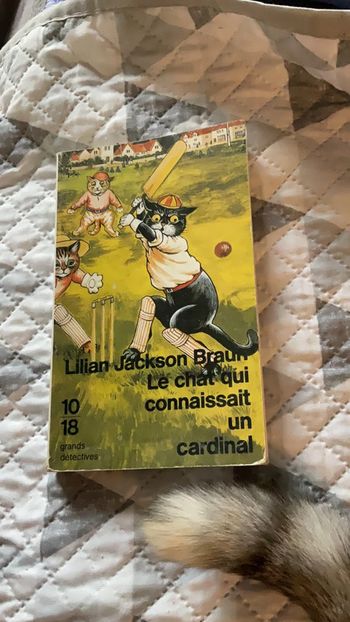 Lilian Jackson Braun
Le chat qui
connaissait
un
cardinal
10
18
grands
détectives